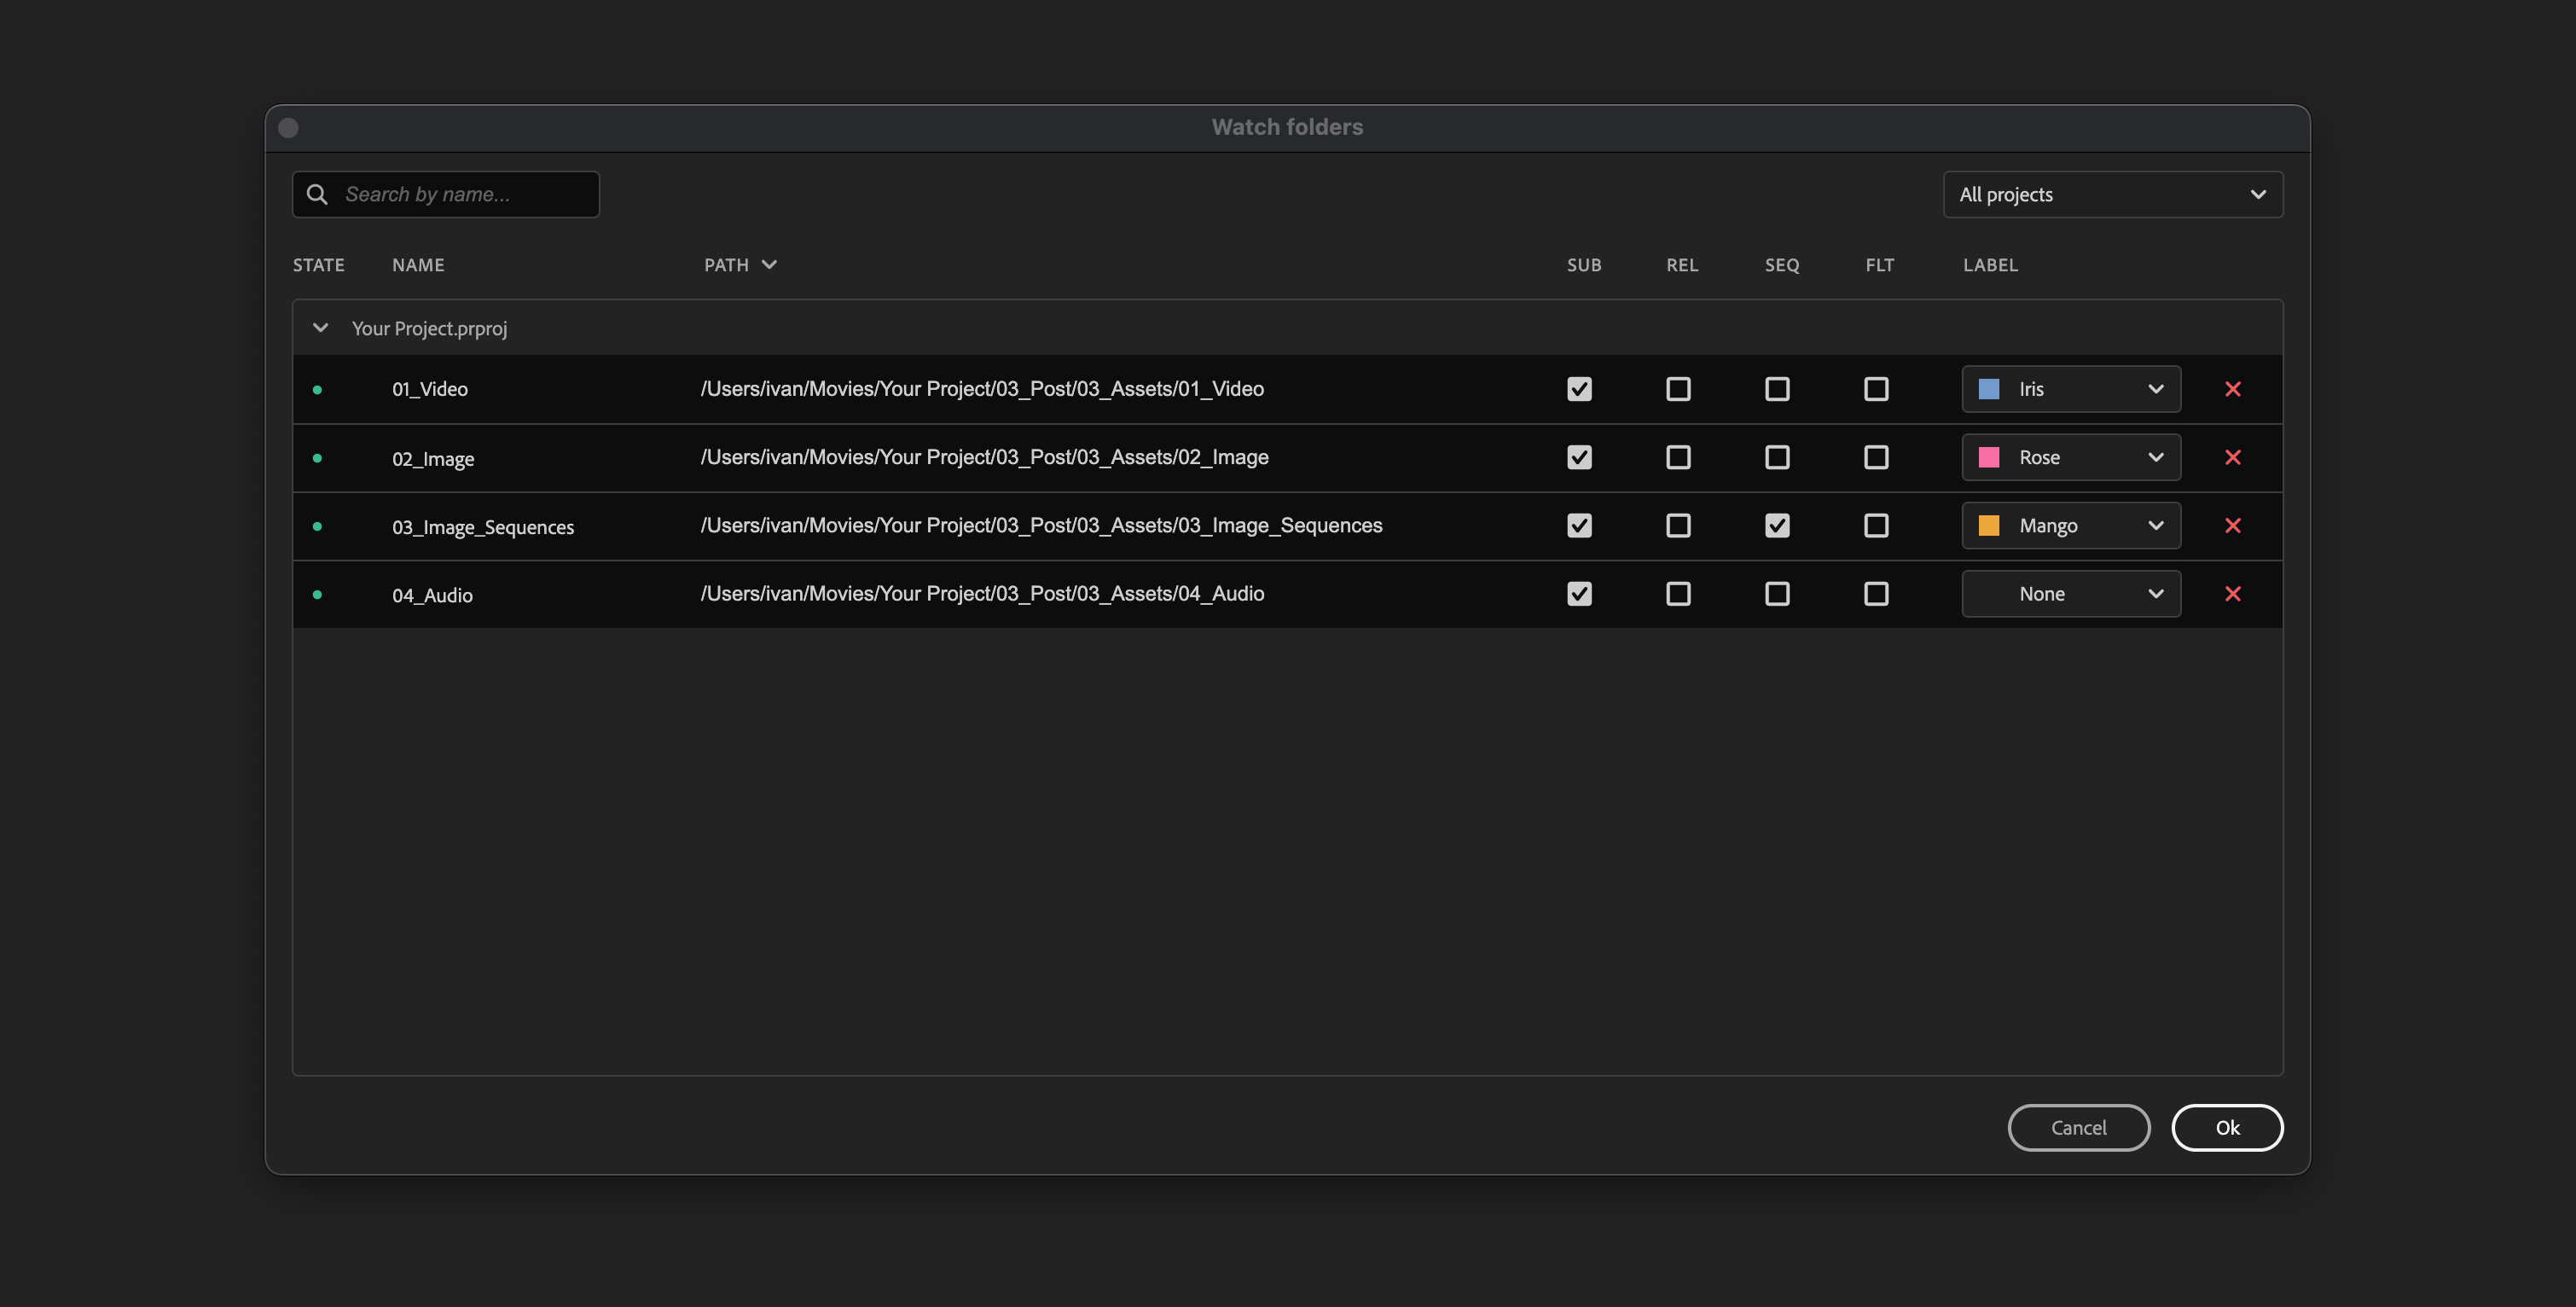 Watch folders
Search by name...
All projects
STATE NAME PATH SUB REL SEQ FLT LABEL
Your Project.prproj
01_Video /Users/ivan/Movies/Your Project/03_Post/03_Assets/01_Video Iris
02_Image /Users/ivan/Movies/Your Project/03_Post/03_Assets/02_Image Rose
03_Image_Sequences /Users/ivan/Movies/Your Project/03_Post/03_Assets/03_Image_Sequences Mango
04_Audio /Users/ivan/Movies/Your Project/03_Post/03_Assets/04_Audio None
Cancel Ok